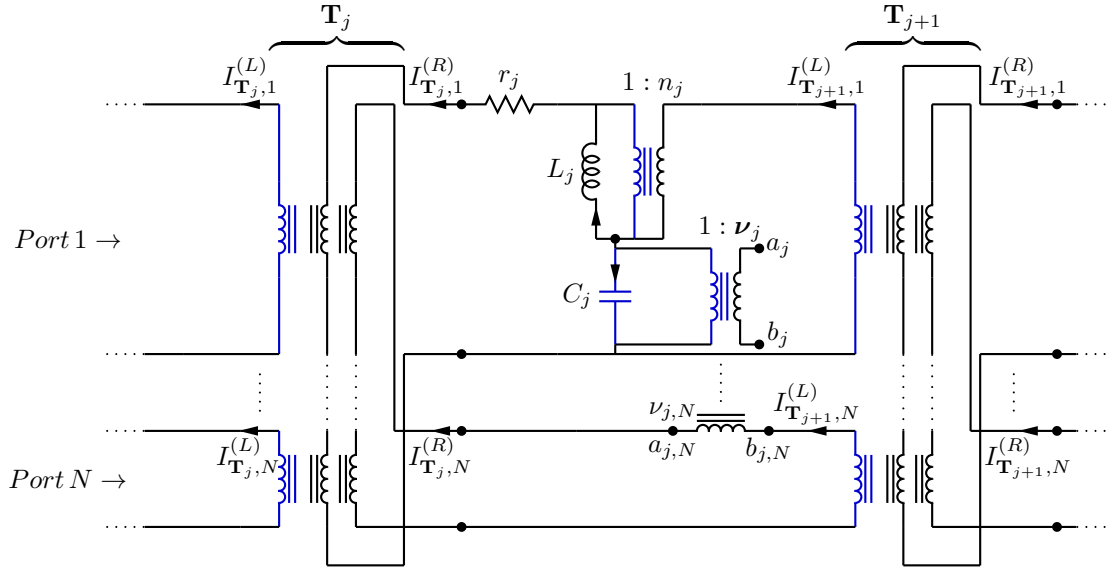 𝐓_j
𝐓_{j+1}
I^{(L)}_{𝐓_j,1}
I^{(R)}_{𝐓_j,1}
r_j
1 : n_j
I^{(L)}_{𝐓_{j+1},1}
I^{(R)}_{𝐓_{j+1},1}
L_j
Port 1 →
1 : 𝝂_j
a_j
C_j
b_j
ν_{j,N}
I^{(L)}_{𝐓_{j+1},N}
I^{(L)}_{𝐓_j,N}
I^{(R)}_{𝐓_j,N}
a_{j,N}
b_{j,N}
I^{(R)}_{𝐓_{j+1},N}
Port N →